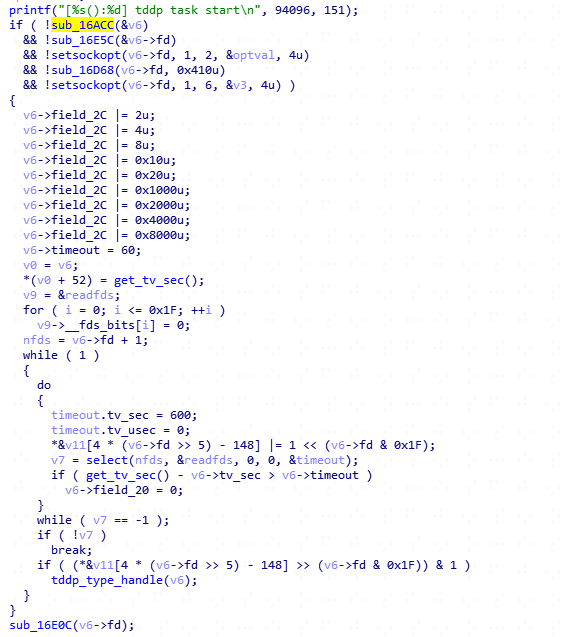 printf("[%s():%d] tddp task start\n", 94096, 151);
if ( !sub_16ACC(&v6)
&& !sub_16E5C(&v6->fd)
&& !setsockopt(v6->fd, 1, 2, &optval, 4u)
&& !sub_16D68(v6->fd, 0x410u)
&& !setsockopt(v6->fd, 1, 6, &v3, 4u) )
{
v6->field_2C |= 2u;
v6->field_2C |= 4u;
v6->field_2C |= 8u;
v6->field_2C |= 0x10u;
v6->field_2C |= 0x20u;
v6->field_2C |= 0x1000u;
v6->field_2C |= 0x2000u;
v6->field_2C |= 0x4000u;
v6->field_2C |= 0x8000u;
v6->timeout = 60;
v0 = v6;
*(v0 + 52) = get_tv_sec();
v9 = &readfds;
for ( i = 0; i <= 0x1F; ++i )
v9->__fds_bits[i] = 0;
nfds = v6->fd + 1;
while ( 1 )
{
do
{
timeout.tv_sec = 600;
timeout.tv_usec = 0;
*&v11[4 * (v6->fd >> 5) - 148] |= 1 << (v6->fd & 0x1F);
v7 = select(nfds, &readfds, 0, 0, &timeout);
if ( get_tv_sec() - v6->tv_sec > v6->timeout )
v6->field_20 = 0;
}
while ( v7 == -1 );
if ( !v7 )
break;
if ( (*&v11[4 * (v6->fd >> 5) - 148] >> (v6->fd & 0x1F)) & 1 )
tddp_type_handle(v6);
}
}
sub_16E0C(v6->fd);